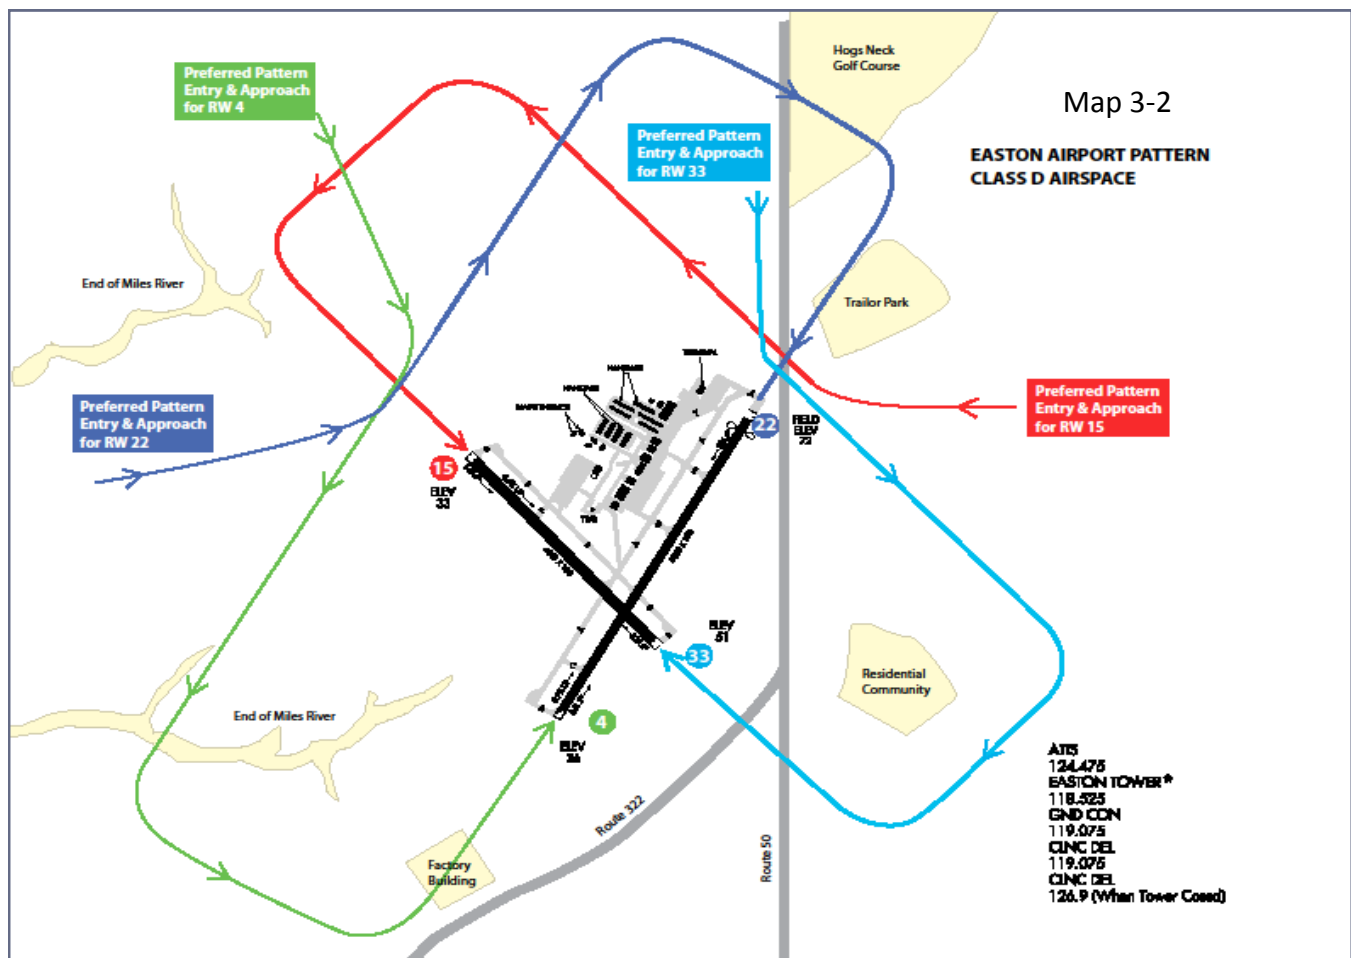 Preferred Pattern
Entry & Approach
for RW 4
Hogs Neck
Golf Course
Map 3-2
Preferred Pattern
Entry & Approach
for RW 33
EASTON AIRPORT PATTERN
CLASS D AIRSPACE
End of Miles River
Trailor Park
TERMINAL
HANGARS
HANGARS
Preferred Pattern
Entry & Approach
for RW 22
Preferred Pattern
Entry & Approach
for RW 15
22
FIELD
ELEV
72
15
ELEV
33
ELEV
51
33
Residential
Community
End of Miles River
4
ELEV
Route 322
Route 50
Factory
Building
ATIS
124.475
EASTON TOWER*
118.525
GND CON
119.075
CLNC DEL
119.075
CLNC DEL
126.9 (When Tower Cosed)